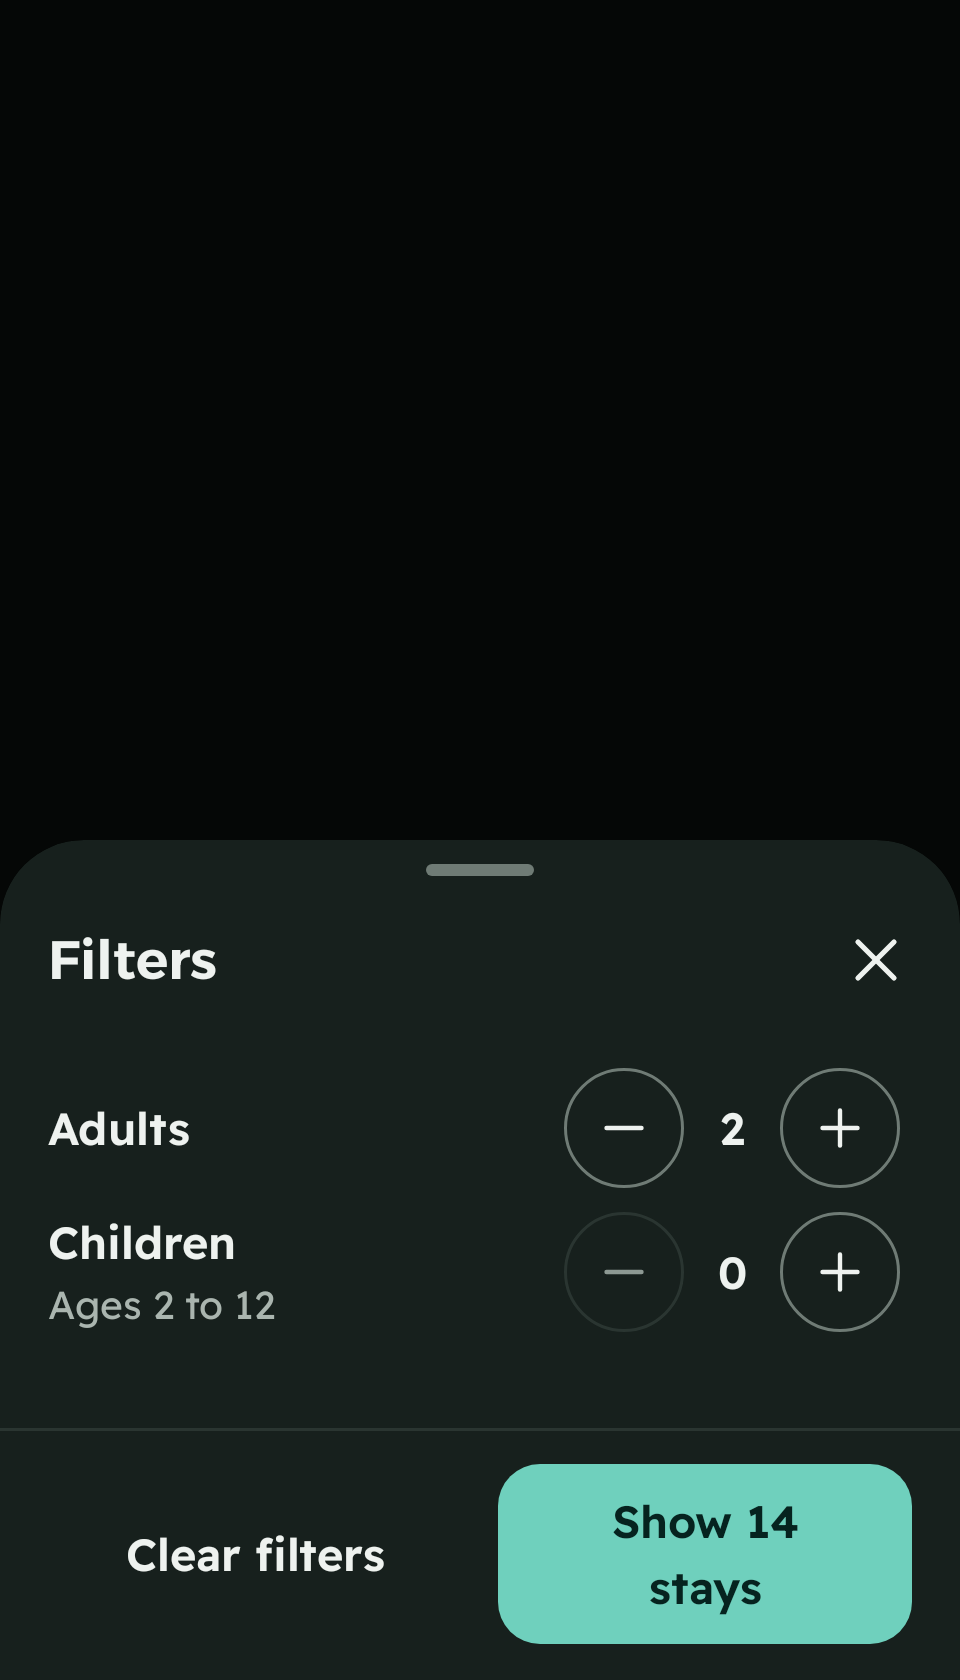 Filters
Adults
2
Children
0
Ages 2 to 12
Clear filters
Show 14
stays